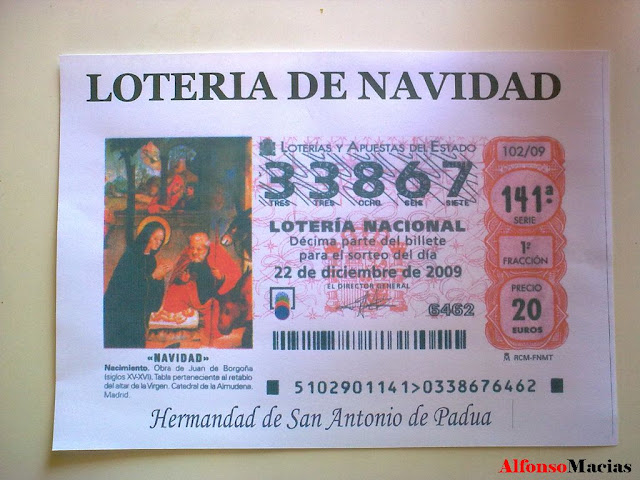 LOTERIA DE NAVIDAD
LOTERÍAS Y APUESTAS DEL ESTADO
33867
TRES TRES OCHO SEIS SIETE
LOTERÍA NACIONAL
Décima parte del billete
para el sorteo del día
22 de diciembre de 2009
EL DIRECTOR GENERAL
6462
102/09
141ª
SERIE
1ª
FRACCIÓN
PRECIO
20
EUROS
RCM-FNMT
«NAVIDAD»
Nacimiento. Obra de Juan de Borgoña
(siglos XV-XVI). Tabla perteneciente al retablo
del altar de la Virgen. Catedral de la Almudena.
Madrid.
5102901141>0338676462
Hermandad de San Antonio de Padua
AlfonsoMacias